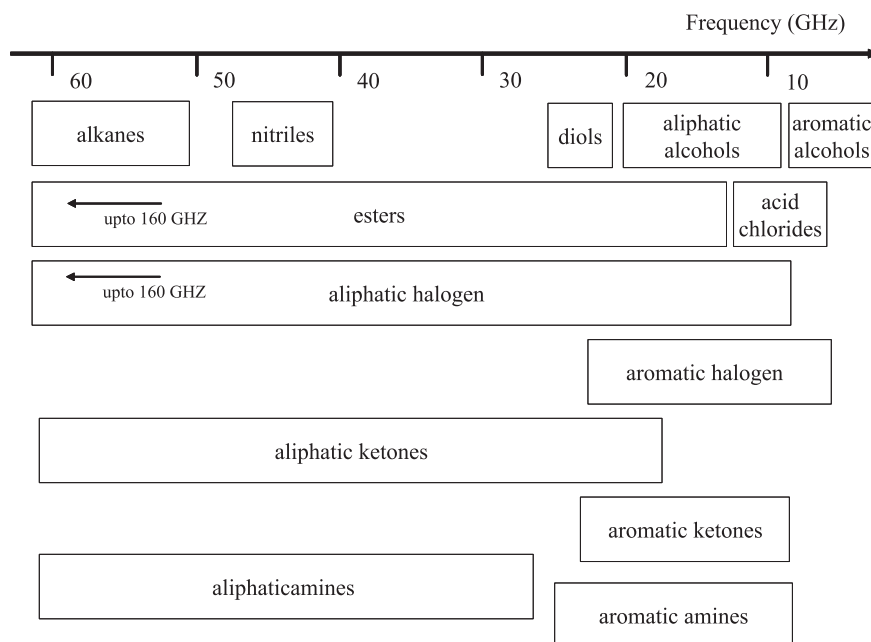 Frequency (GHz)
60 50 40 30 20 10
alkanes nitriles diols aliphatic alcohols aromatic alcohols
upto 160 GHZ esters acid chlorides
upto 160 GHZ aliphatic halogen
aromatic halogen
aliphatic ketones
aromatic ketones
aliphaticamines
aromatic amines